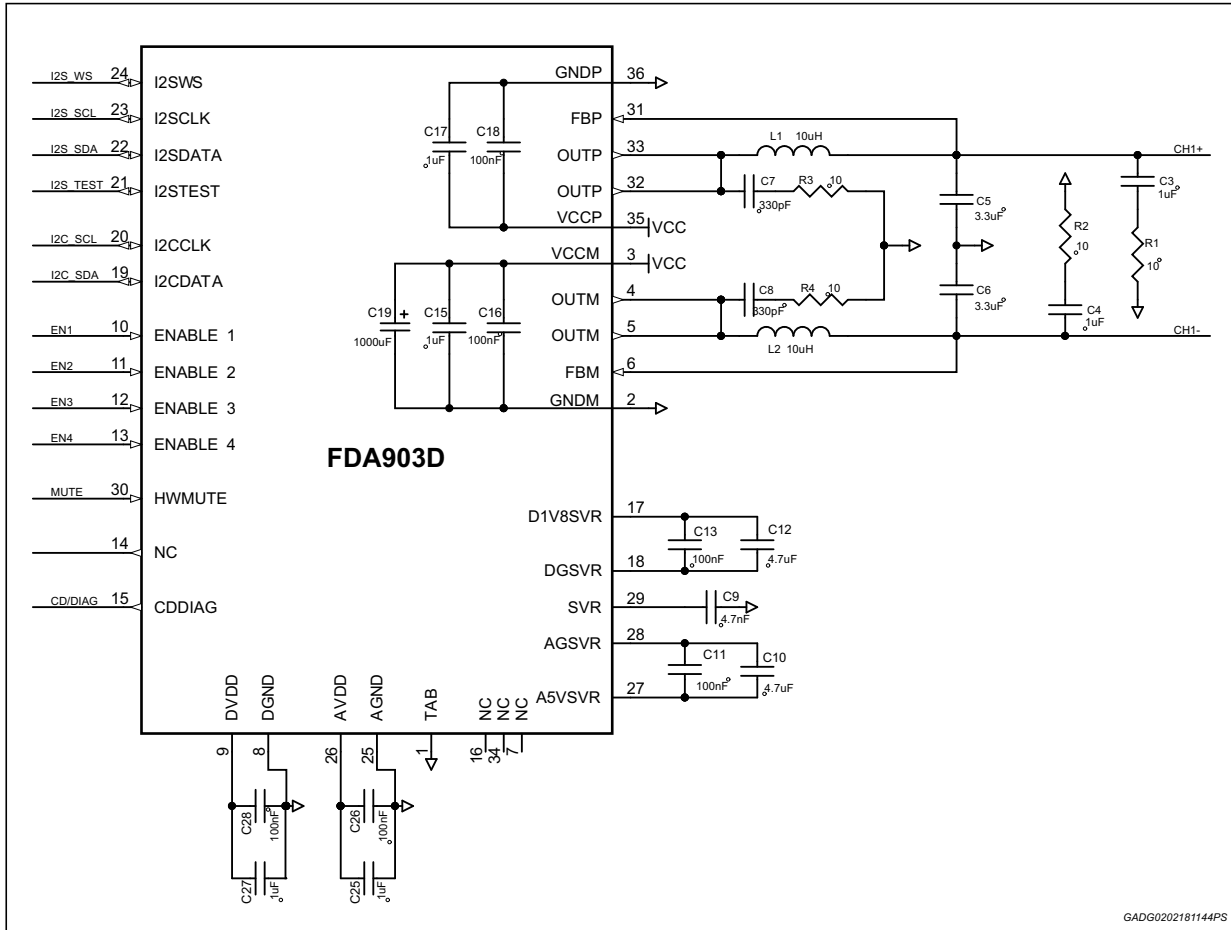 I2S_WS 24 I2SWS
I2S_SCL 23 I2SCLK
I2S_SDA 22 I2SDATA
I2S_TEST 21 I2STEST
I2C_SCL 20 I2CCLK
I2C_SDA 19 I2CDATA
EN1 10 ENABLE 1
EN2 11 ENABLE 2
EN3 12 ENABLE 3
EN4 13 ENABLE 4
MUTE 30 HWMUTE
14 NC
CD/DIAG 15 CDDIAG
FDA903D
GNDP 36
FBP 31
OUTP 33
OUTP 32
VCCP 35 VCC
VCCM 3 VCC
OUTM 4
OUTM 5
FBM 6
GNDM 2
C17 1uF
C18 100nF
C19 + 1000uF
C15 1uF
C16 100nF
L1 10uH
C7 330pF
R3 10
C8 330pF
R4 10
L2 10uH
C5 3.3uF
C6 3.3uF
R2 10
C4 1uF
C3 1uF
R1 10
CH1+
CH1-
D1V8SVR 17
DGSVR 18
SVR 29
AGSVR 28
A5VSVR 27
C13 100nF
C12 4.7uF
C9 4.7nF
C11 100nF
C10 4.7uF
DVDD 9
DGND 8
AVDD 26
AGND 25
TAB 1
NC 16
NC 34
NC 7
C28 100nF
C27 1uF
C26 100nF
C25 1uF
GADG0202181144PS